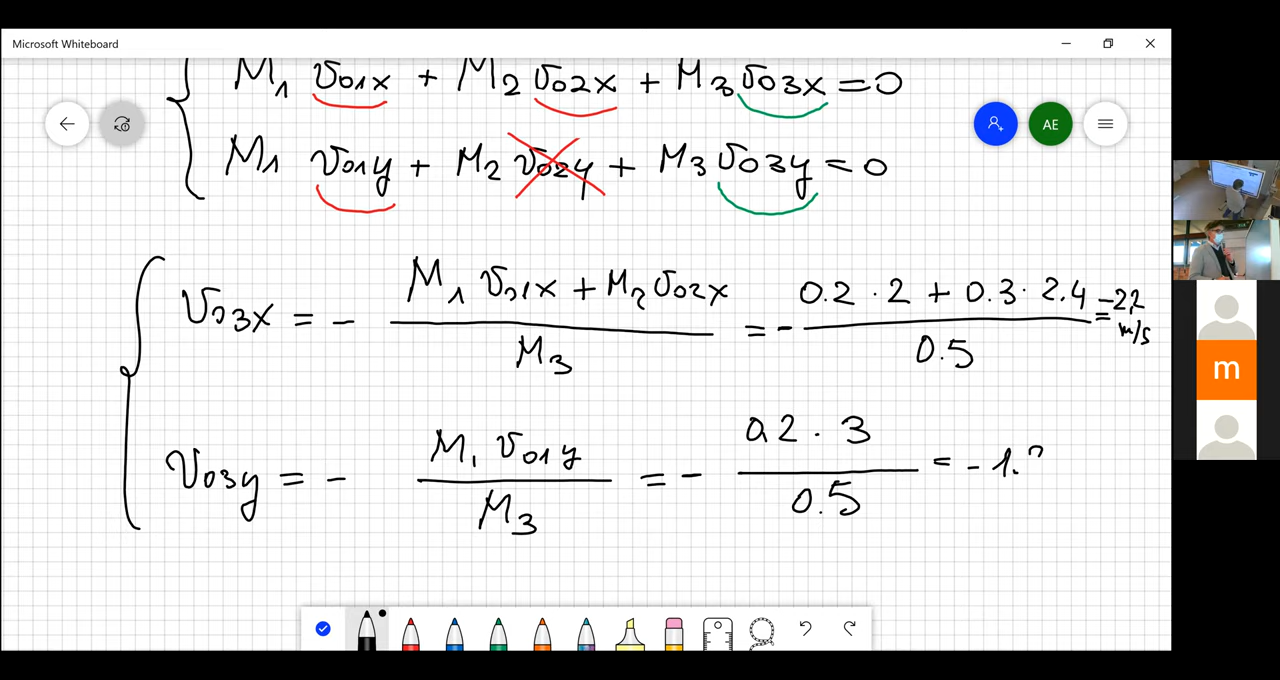 Microsoft Whiteboard
M₁ v₀₁ₓ + M₂ v₀₂ₓ + M₃ v₀₃ₓ = 0
AE
M₁ v₀₁y + M₂ v₀₂y + M₃ v₀₃y = 0
v₀₃ₓ = - (M₁ v₀₁ₓ + M₂ v₀₂ₓ) / M₃ = - (0.2 · 2 + 0.3 · 2.4) / 0.5 = -2,2 m/s
m
v₀₃y = - M₁ v₀₁y / M₃ = - (0.2 · 3) / 0.5 = - 1.